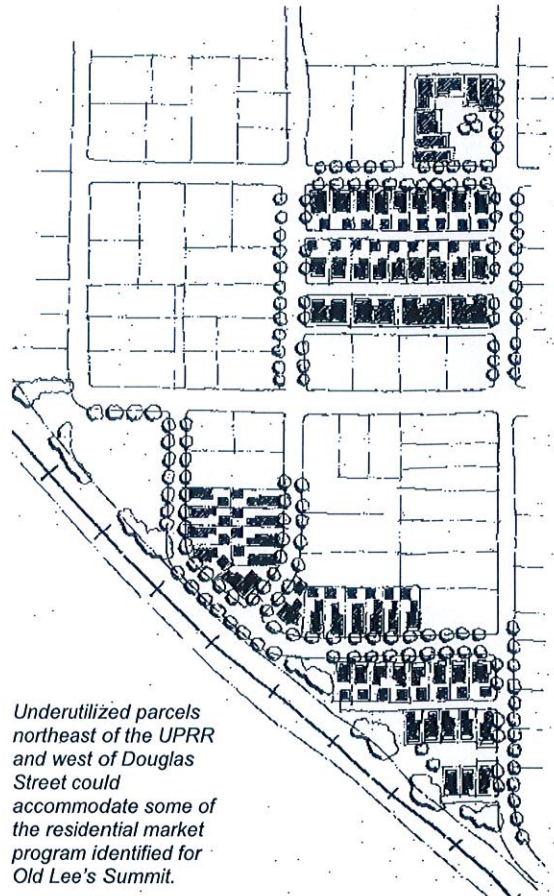 Underutilized parcels
northeast of the UPRR
and west of Douglas
Street could
accommodate some of
the residential market
program identified for
Old Lee's Summit.